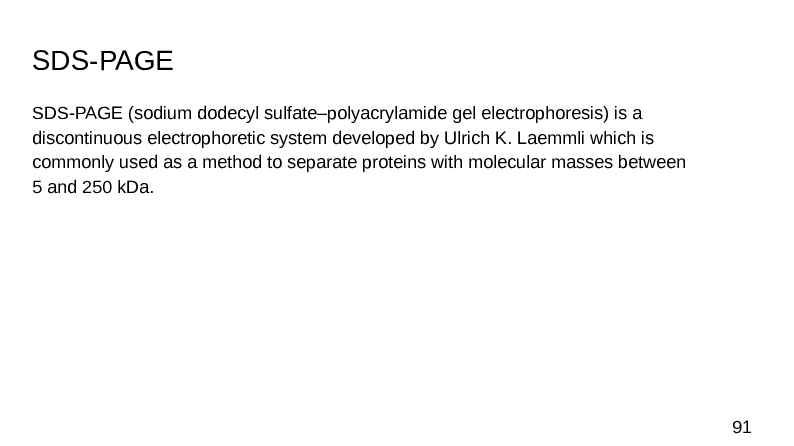 SDS-PAGE
SDS-PAGE (sodium dodecyl sulfate–polyacrylamide gel electrophoresis) is a
discontinuous electrophoretic system developed by Ulrich K. Laemmli which is
commonly used as a method to separate proteins with molecular masses between
5 and 250 kDa.
91